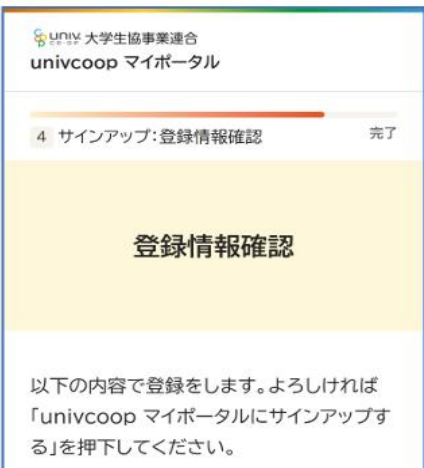 univ 大学生協事業連合
CO-OP
univcoop マイポータル
4 サインアップ:登録情報確認 完了
登録情報確認
以下の内容で登録をします。よろしければ
「univcoop マイポータルにサインアップす
る」を押下してください。